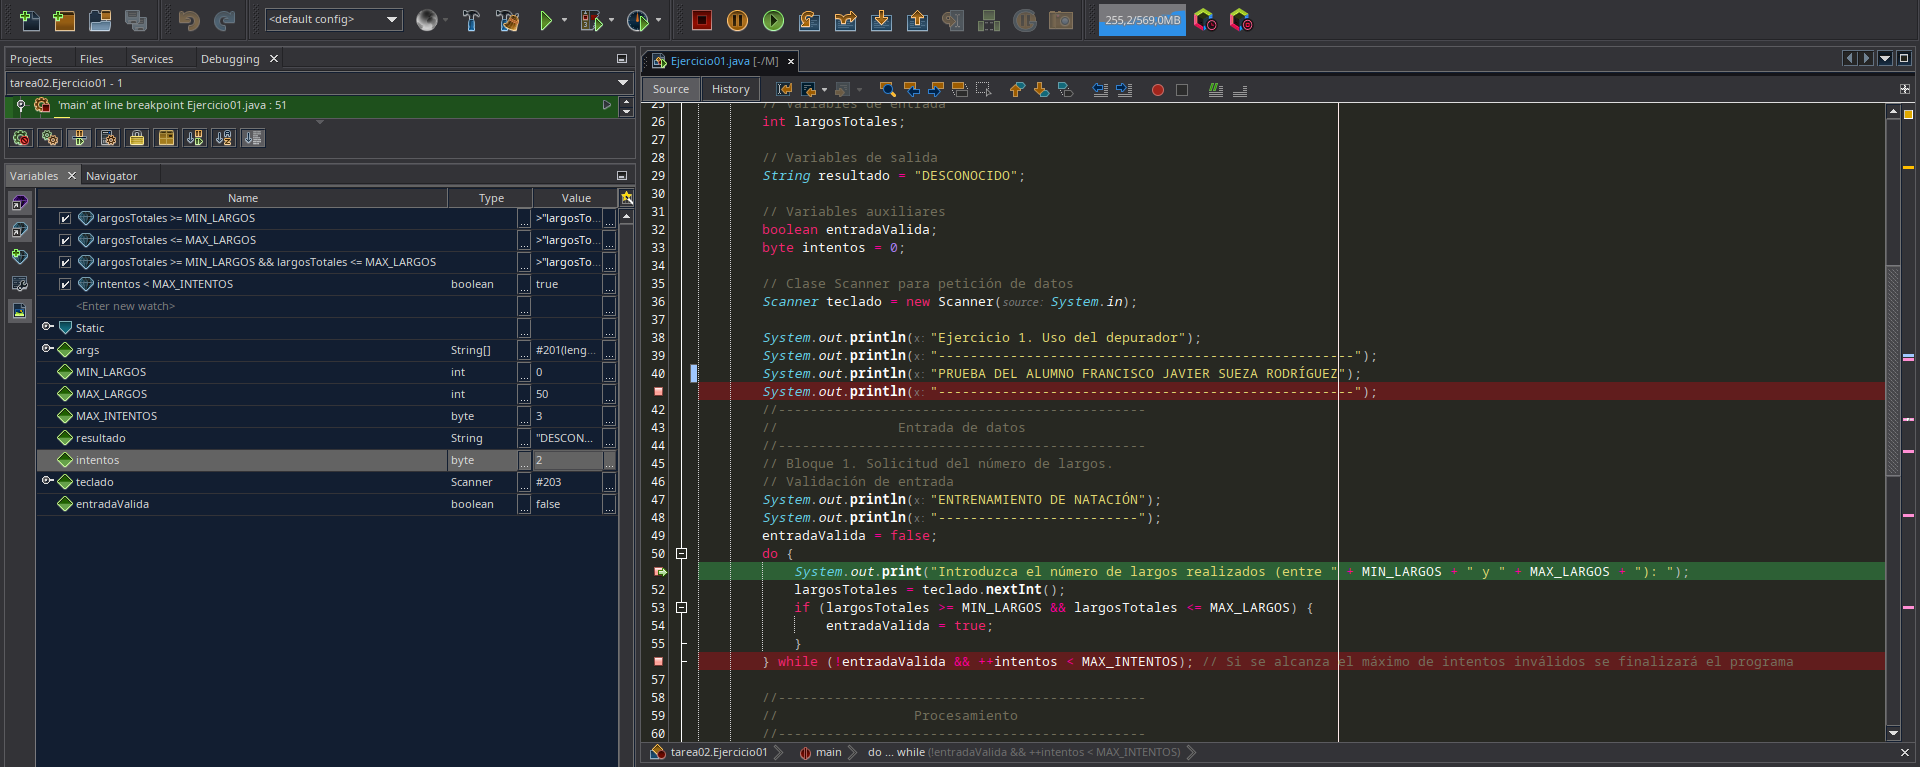 <default config>
255,2/569,0MB
Projects Files Services Debugging
tarea02.Ejercicio01 - 1
'main' at line breakpoint Ejercicio01.java : 51
Variables Navigator
Name Type Value
largosTotales >= MIN_LARGOS ... >"largosTo... ...
largosTotales <= MAX_LARGOS ... >"largosTo... ...
largosTotales >= MIN_LARGOS && largosTotales <= MAX_LARGOS ... >"largosTo... ...
intentos < MAX_INTENTOS boolean ... true ...
<Enter new watch> ... ...
Static ... ...
args String[] ... #201(leng... ...
MIN_LARGOS int ... 0 ...
MAX_LARGOS int ... 50 ...
MAX_INTENTOS byte ... 3 ...
resultado String ... "DESCON... ...
intentos byte ... 2 ...
teclado Scanner ... #203 ...
entradaValida boolean ... false ...
Ejercicio01.java [-/M]
Source History
25 // Variables de entrada
26 int largosTotales;
27
28 // Variables de salida
29 String resultado = "DESCONOCIDO";
30
31 // Variables auxiliares
32 boolean entradaValida;
33 byte intentos = 0;
34
35 // Clase Scanner para petición de datos
36 Scanner teclado = new Scanner(source: System.in);
37
38 System.out.println(x: "Ejercicio 1. Uso del depurador");
39 System.out.println(x: "----------------------------------------------------");
40 System.out.println(x: "PRUEBA DEL ALUMNO FRANCISCO JAVIER SUEZA RODRÍGUEZ");
System.out.println(x: "----------------------------------------------------");
42 //----------------------------------------------
43 // Entrada de datos
44 //----------------------------------------------
45 // Bloque 1. Solicitud del número de largos.
46 // Validación de entrada
47 System.out.println(x: "ENTRENAMIENTO DE NATACIÓN");
48 System.out.println(x: "-------------------------");
49 entradaValida = false;
50 do {
System.out.print("Introduzca el número de largos realizados (entre " + MIN_LARGOS + " y " + MAX_LARGOS + "): ");
52 largosTotales = teclado.nextInt();
53 if (largosTotales >= MIN_LARGOS && largosTotales <= MAX_LARGOS) {
54 entradaValida = true;
55 }
} while (!entradaValida && ++intentos < MAX_INTENTOS); // Si se alcanza el máximo de intentos inválidos se finalizará el programa
57
58 //----------------------------------------------
59 // Procesamiento
60 //----------------------------------------------
tarea02.Ejercicio01 main do ... while (!entradaValida && ++intentos < MAX_INTENTOS)